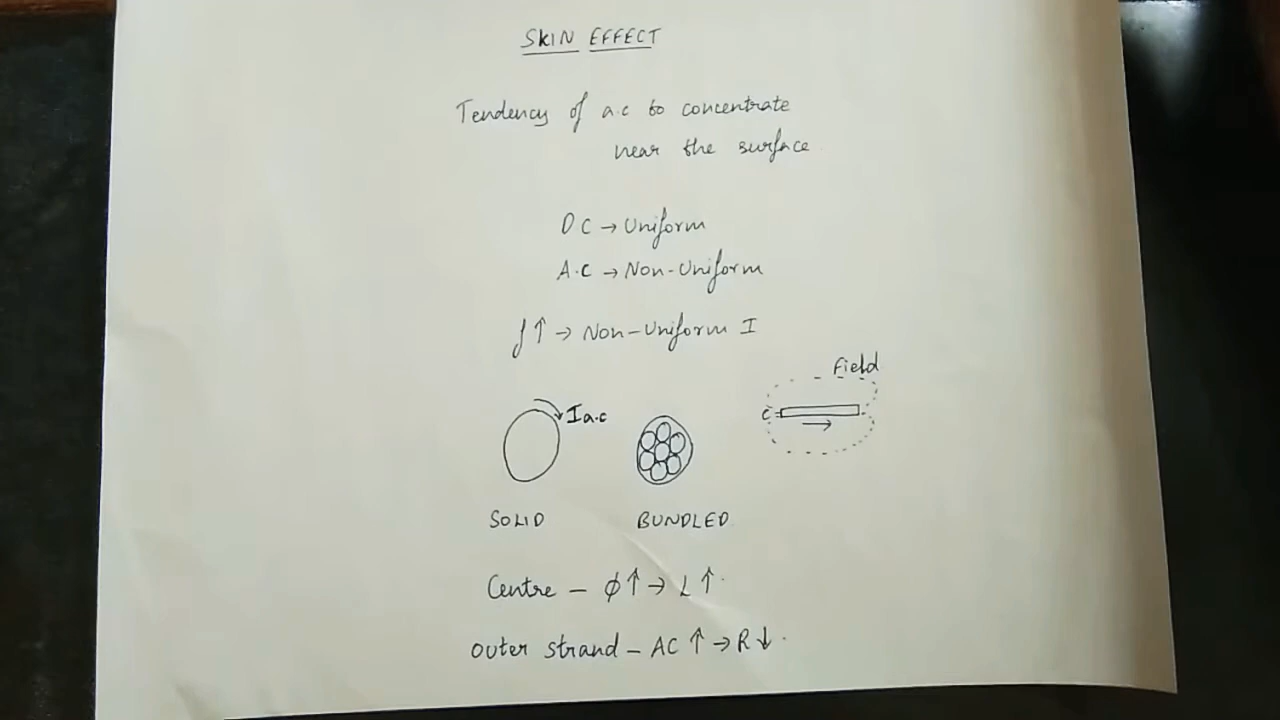 SKIN EFFECT
Tendency of a.c to concentrate
near the surface
DC → Uniform
A.C → Non-Uniform
f ↑ → Non-Uniform I
Field
I a.c
C
SOLID
BUNDLED
Centre – ϕ ↑ → L ↑.
outer strand – AC ↑ → R ↓.